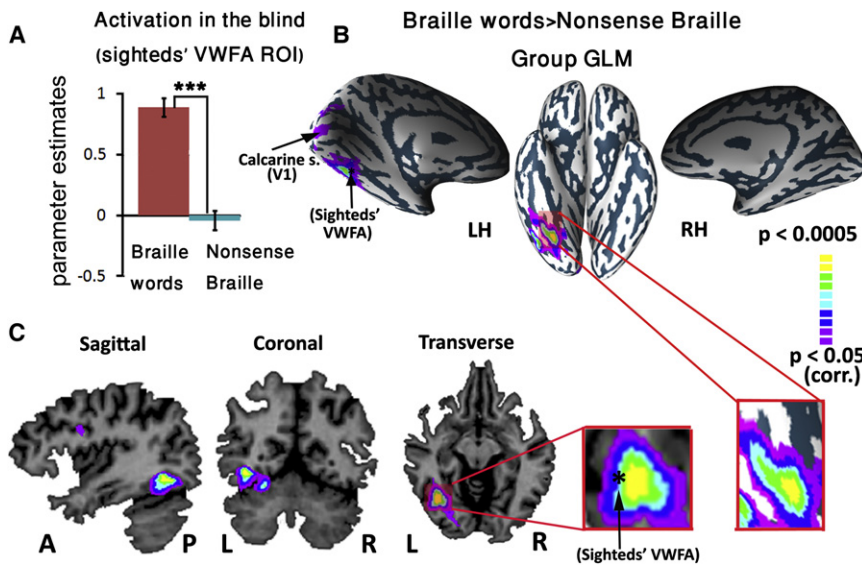 A
Activation in the blind
(sighteds' VWFA ROI)
***
parameter estimates
1
0.5
0
-0.5
Braille
words
Nonsense
Braille
B
Braille words>Nonsense Braille
Group GLM
Calcarine s.
(V1)
(Sighteds'
VWFA)
LH
RH
p < 0.0005
p < 0.05
(corr.)
C
Sagittal
Coronal
Transverse
A
P
L
R
L
R
*
(Sighteds' VWFA)